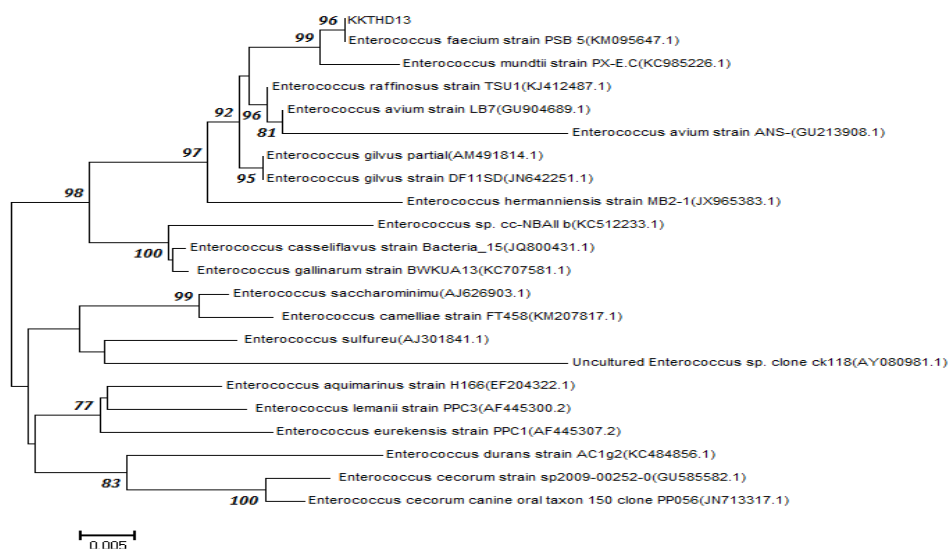 96 KKTHD13
99 Enterococcus faecium strain PSB 5(KM095647.1)
Enterococcus mundtii strain PX-E.C(KC985226.1)
Enterococcus raffinosus strain TSU1(KJ412487.1)
92 96 Enterococcus avium strain LB7(GU904689.1)
81 Enterococcus avium strain ANS-(GU213908.1)
97 Enterococcus gilvus partial(AM491814.1)
95 Enterococcus gilvus strain DF11SD(JN642251.1)
98 Enterococcus hermanniensis strain MB2-1(JX965383.1)
Enterococcus sp. cc-NBAII b(KC512233.1)
100 Enterococcus casseliflavus strain Bacteria_15(JQ800431.1)
Enterococcus gallinarum strain BWKUA13(KC707581.1)
99 Enterococcus saccharominimu(AJ626903.1)
Enterococcus camelliae strain FT458(KM207817.1)
Enterococcus sulfureu(AJ301841.1)
Uncultured Enterococcus sp. clone ck118(AY080981.1)
Enterococcus aquimarinus strain H166(EF204322.1)
77 Enterococcus lemanii strain PPC3(AF445300.2)
Enterococcus eurekensis strain PPC1(AF445307.2)
Enterococcus durans strain AC1g2(KC484856.1)
83 Enterococcus cecorum strain sp2009-00252-0(GU585582.1)
100 Enterococcus cecorum canine oral taxon 150 clone PP056(JN713317.1)
0.005